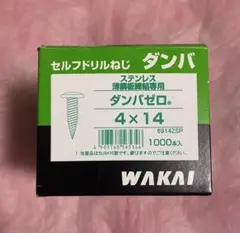 セルフドリルねじ ダンバ
ステンレス
薄鋼板締結専用
ダンバゼロ®
4×14
691425P
1000本入
WAKAI